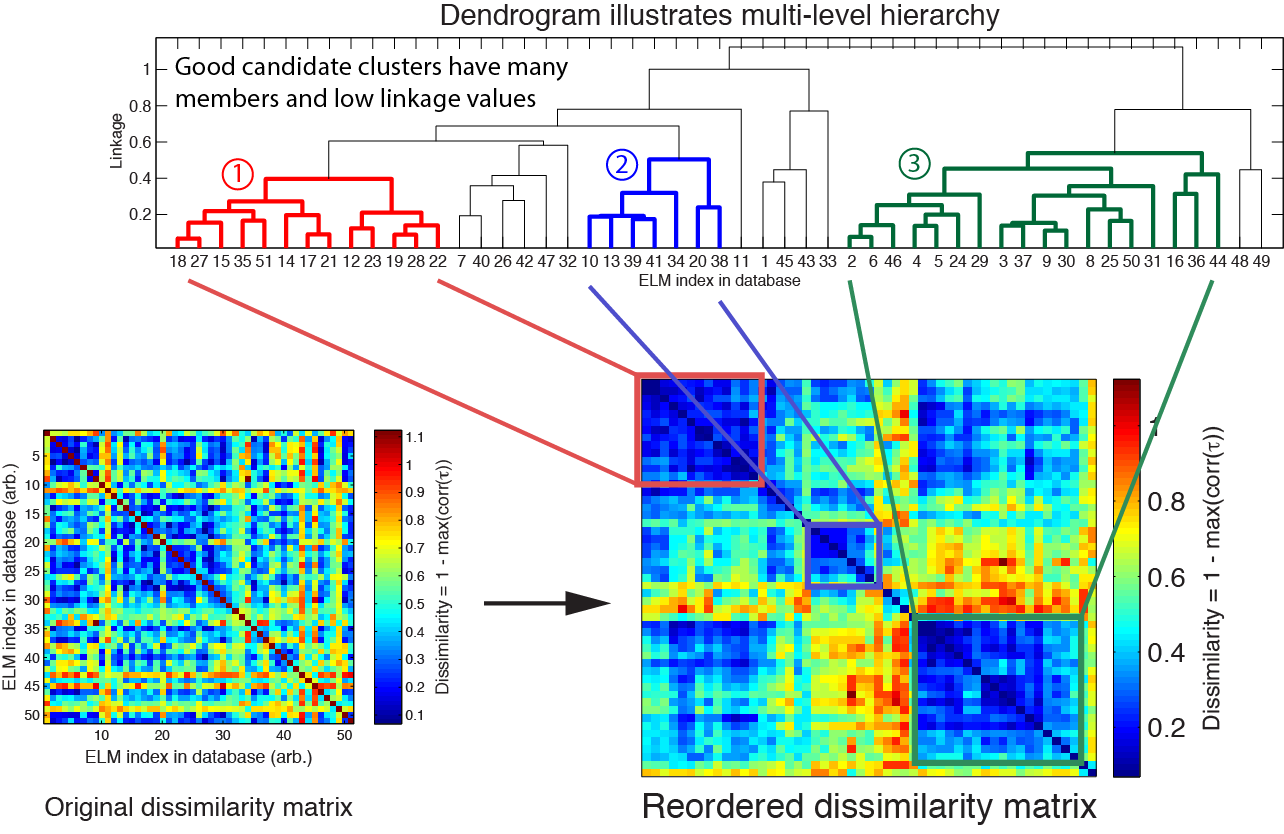 Dendrogram illustrates multi-level hierarchy
Good candidate clusters have many
members and low linkage values
Linkage
1
0.8
0.6
0.4
0.2
1
2
3
18 27 15 35 51 14 17 21 12 23 19 28 22 7 40 26 42 47 32 10 13 39 41 34 20 38 11 1 45 43 33 2 6 46 4 5 24 29 3 37 9 30 8 25 50 31 16 36 44 48 49
ELM index in database
ELM index in database (arb.)
5
10
15
20
25
30
35
40
45
50
10 20 30 40 50
ELM index in database (arb.)
1.1
1
0.9
0.8
0.7
0.6
0.5
0.4
0.3
0.2
0.1
Dissimilarity = 1 - max(corr(τ))
Original dissimilarity matrix
1
0.8
0.6
0.4
0.2
Dissimilarity = 1 - max(corr(τ))
Reordered dissimilarity matrix